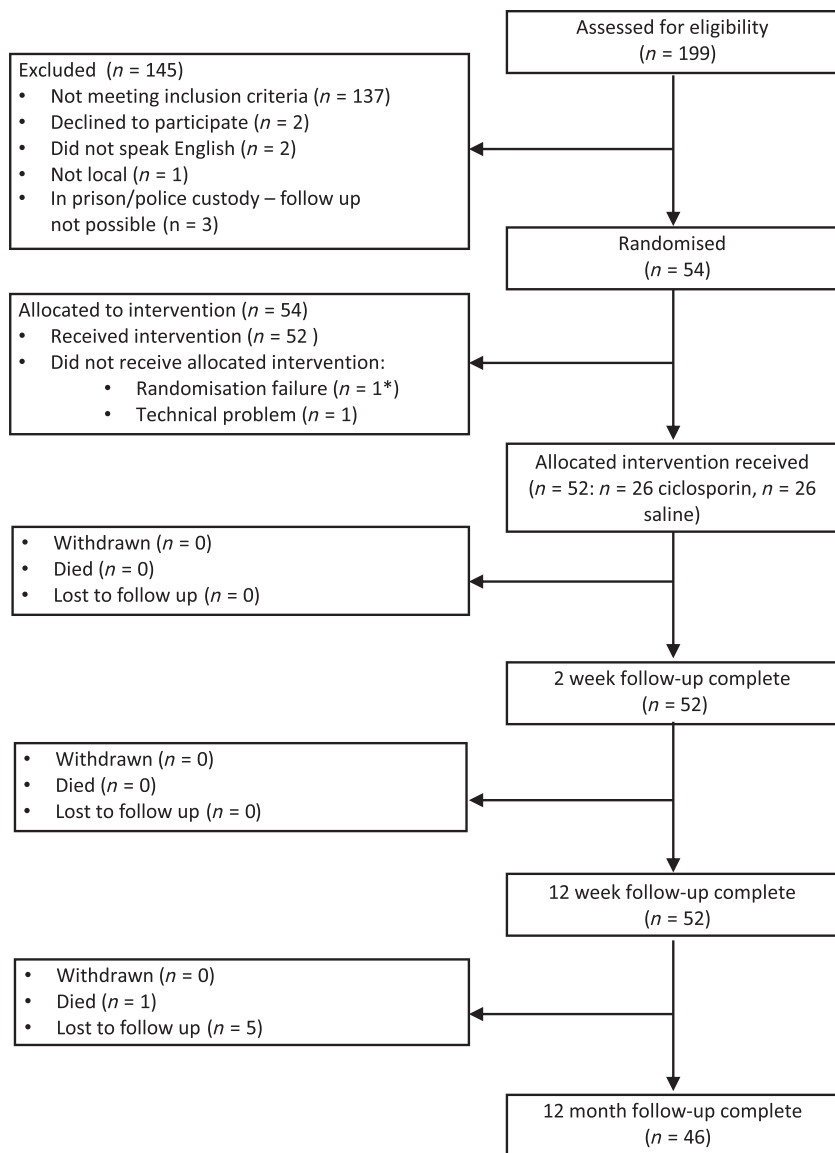 Assessed for eligibility
(n = 199)
Excluded (n = 145)
• Not meeting inclusion criteria (n = 137)
• Declined to participate (n = 2)
• Did not speak English (n = 2)
• Not local (n = 1)
• In prison/police custody – follow up
not possible (n = 3)
Randomised
(n = 54)
Allocated to intervention (n = 54)
• Received intervention (n = 52 )
• Did not receive allocated intervention:
• Randomisation failure (n = 1*)
• Technical problem (n = 1)
Allocated intervention received
(n = 52: n = 26 ciclosporin, n = 26
saline)
• Withdrawn (n = 0)
• Died (n = 0)
• Lost to follow up (n = 0)
2 week follow-up complete
(n = 52)
• Withdrawn (n = 0)
• Died (n = 0)
• Lost to follow up (n = 0)
12 week follow-up complete
(n = 52)
• Withdrawn (n = 0)
• Died (n = 1)
• Lost to follow up (n = 5)
12 month follow-up complete
(n = 46)